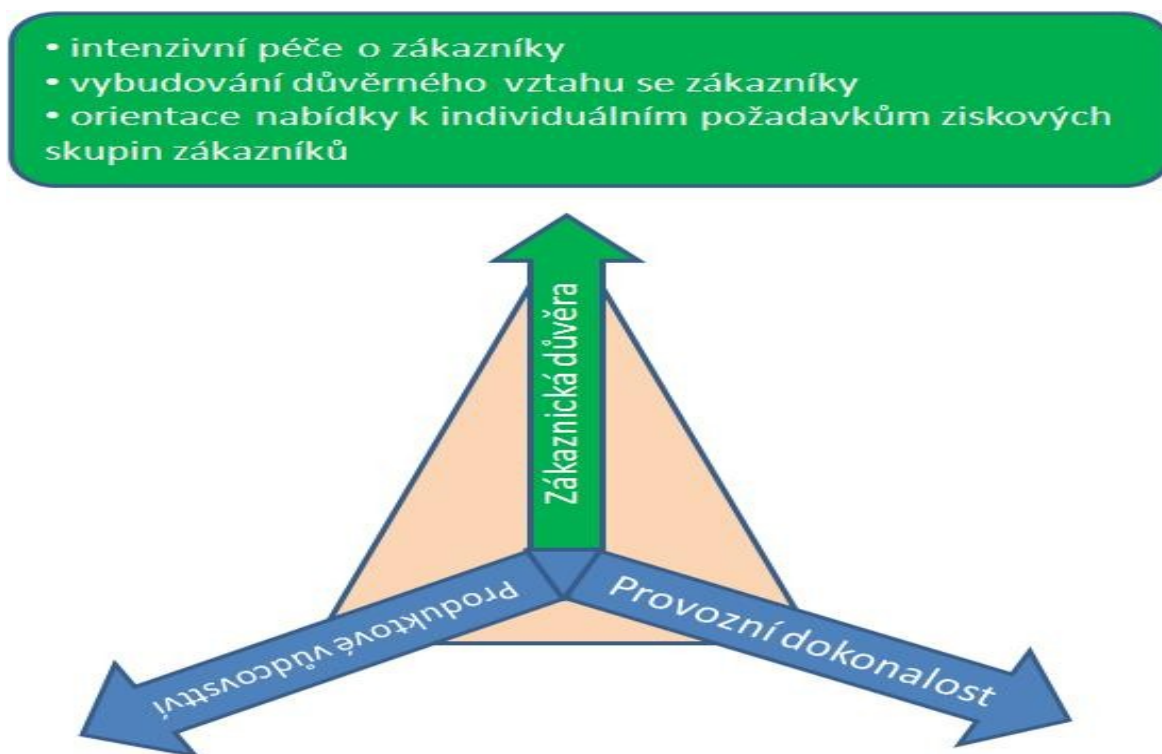 • intenzivní péče o zákazníky
• vybudování důvěrného vztahu se zákazníky
• orientace nabídky k individuálním požadavkům ziskových
skupin zákazníků
Zákaznická důvěra
Produktové vůdcovství
Provozní dokonalost